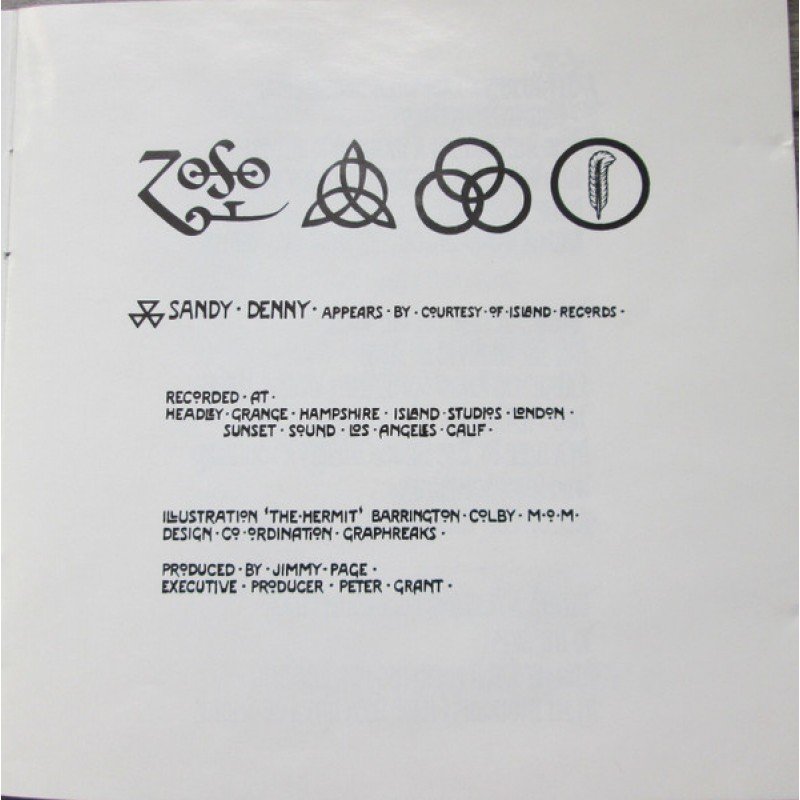 Zoso
SANDY · DENNY · APPEARS · BY · COURTESY · OF · ISLAND · RECORDS ·
RECORDED · AT ·
HEADLEY · GRANGE · HAMPSHIRE · ISLAND · STUDIOS · LONDON ·
SUNSET · SOUND · LOS · ANGELES · CALIF ·
ILLUSTRATION 'THE · HERMIT' BARRINGTON · COLBY · M · O · M ·
DESIGN · CO · ORDINATION · GRAPHREAKS ·
PRODUCED · BY · JIMMY · PAGE ·
EXECUTIVE · PRODUCER · PETER · GRANT ·